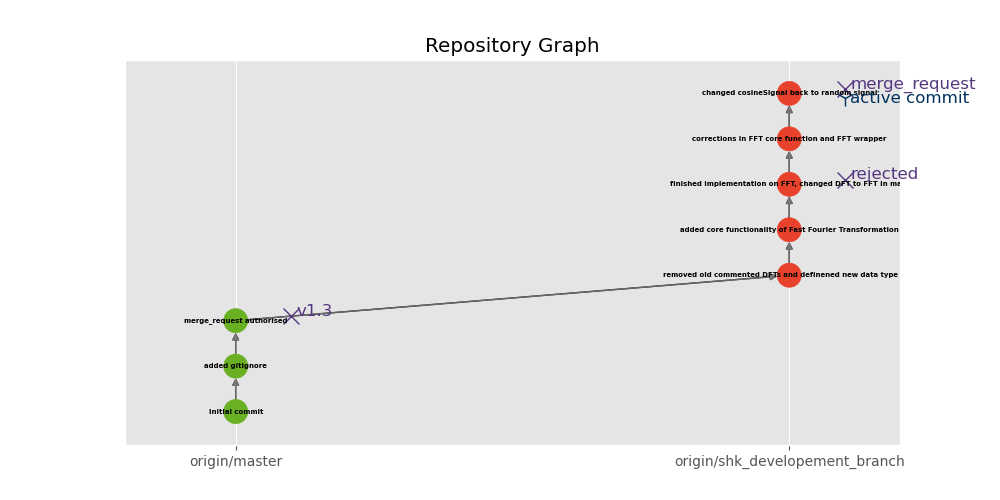 Repository Graph
merge_request
changed cosineSignal back to random signal
active commit
corrections in FFT core function and FFT wrapper
rejected
finished implementation on FFT, changed DFT to FFT in ma
added core functionality of Fast Fourier Transformation
removed old commented DFTs and definened new data type
v1.3
merge_request authorised
added gitignore
initial commit
origin/master
origin/shk_developement_branch